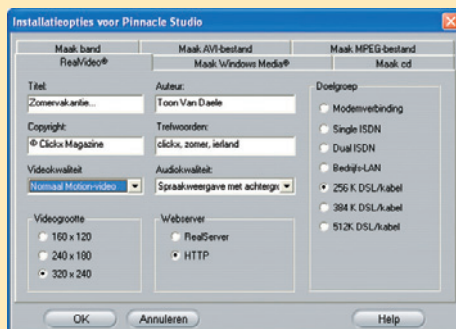 Installatieopties voor Pinnacle Studio
Maak band
Maak AVI-bestand
Maak MPEG-bestand
RealVideo®
Maak Windows Media®
Maak cd
Titel:
Zomervakantie...
Auteur:
Toon Van Daele
Copyright:
© Clickx Magazine
Trefwoorden:
clickx, zomer, ierland
Videokwaliteit
Normaal Motion-video
Audiokwaliteit:
Spraakweergave met achtergr
Videogrootte
160 x 120
240 x 180
320 x 240
Webserver
RealServer
HTTP
Doelgroep
Modemverbinding
Single ISDN
Dual ISDN
Bedrijfs-LAN
256 K DSL/kabel
384 K DSL/kabel
512K DSL/kabel
OK
Annuleren
Help